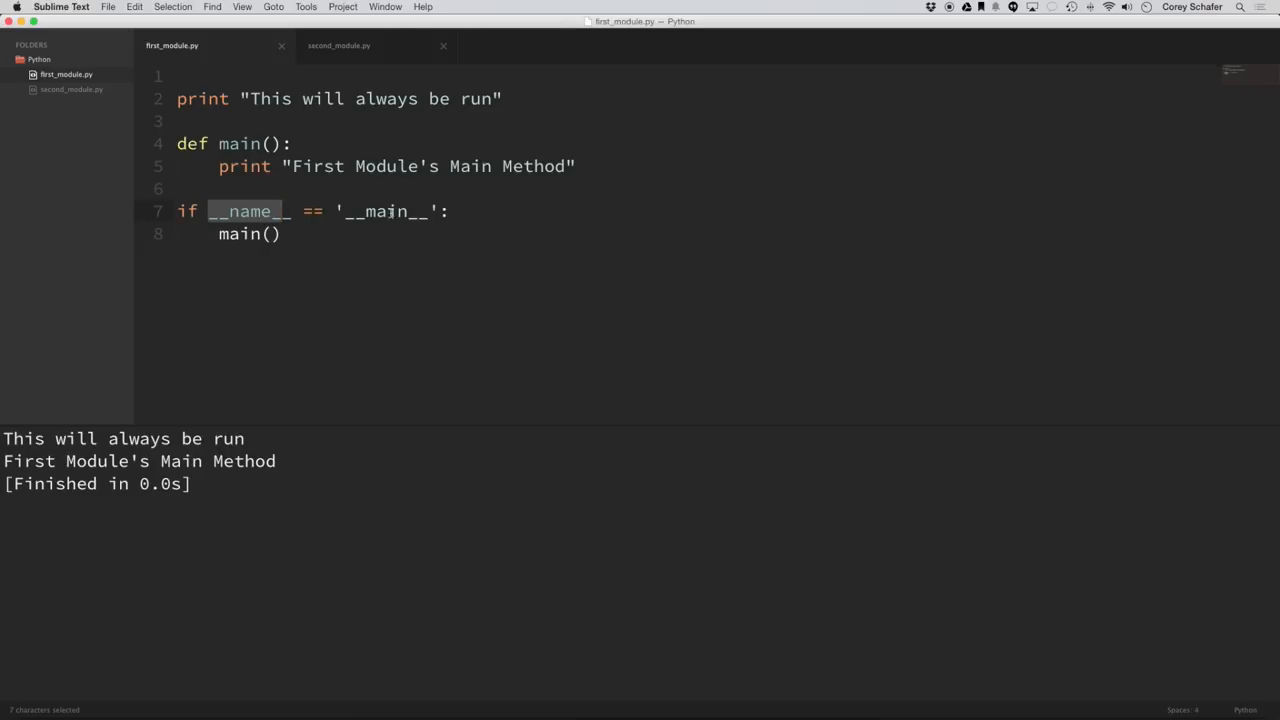 Sublime Text File Edit Selection Find View Goto Tools Project Window Help Corey Schafer
first_module.py — Python
FOLDERS
Python
first_module.py
second_module.py
first_module.py second_module.py
1
2 print "This will always be run"
3
4 def main():
5 print "First Module's Main Method"
6
7 if __name__ == '__main__':
8 main()
This will always be run
First Module's Main Method
[Finished in 0.0s]
7 characters selected Spaces: 4 Python